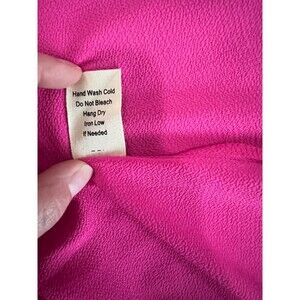 Hand Wash Cold
Do Not Bleach
Hang Dry
Iron Low
If Needed